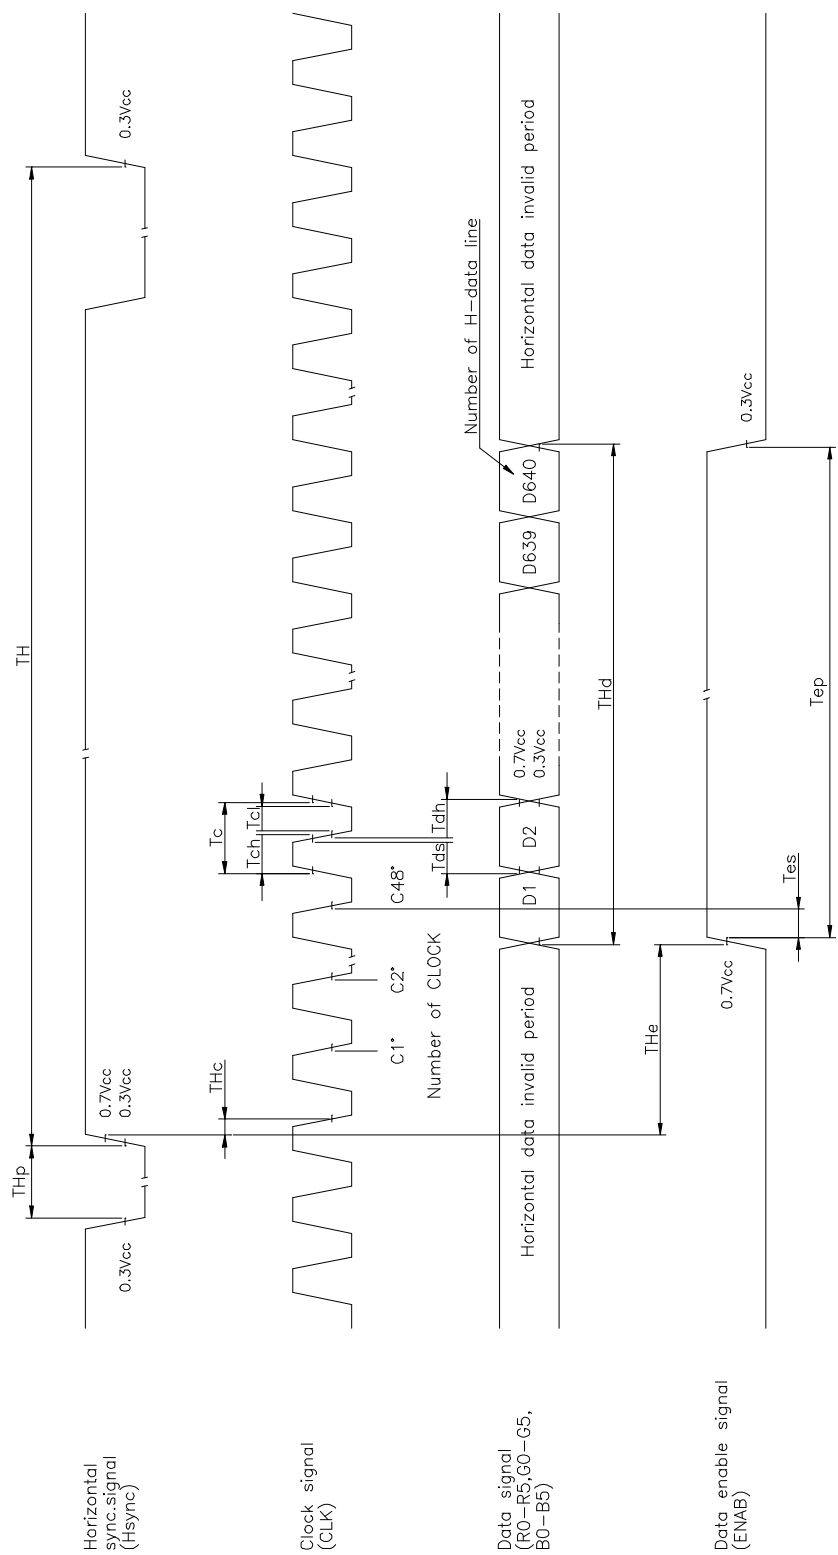 Horizontal
sync.signal
(Hsync)
0.3Vcc
THp
0.7Vcc
0.3Vcc
TH
0.3Vcc
Clock signal
(CLK)
THc
C1*
C2*
C48*
Number of CLOCK
Tc
Tch
Tcl
Data signal
(R0-R5,G0-G5,
B0-B5)
Horizontal data invalid period
Tds
Tdh
D1
D2
0.7Vcc
0.3Vcc
D639
D640
Number of H-data line
Horizontal data invalid period
THe
THd
Data enable signal
(ENAB)
0.7Vcc
Tes
Tep
0.3Vcc